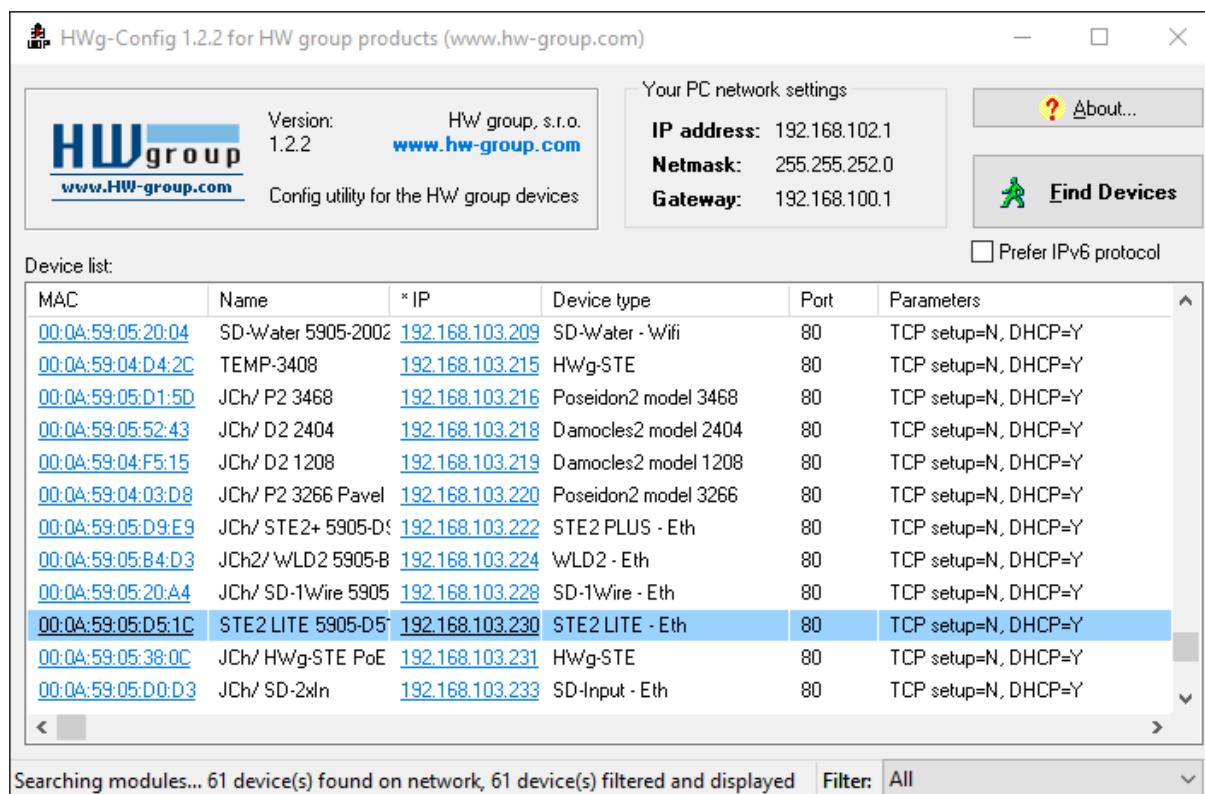 HWg-Config 1.2.2 for HW group products (www.hw-group.com)
HW group
www.HW-group.com
Version: HW group, s.r.o.
1.2.2 www.hw-group.com
Config utility for the HW group devices
Your PC network settings
IP address: 192.168.102.1
Netmask: 255.255.252.0
Gateway: 192.168.100.1
? About...
Find Devices
Prefer IPv6 protocol
Device list:
MAC Name * IP Device type Port Parameters
00:0A:59:05:20:04 SD-Water 5905-2002 192.168.103.209 SD-Water - Wifi 80 TCP setup=N, DHCP=Y
00:0A:59:04:D4:2C TEMP-3408 192.168.103.215 HWg-STE 80 TCP setup=N, DHCP=Y
00:0A:59:05:D1:5D JCh/ P2 3468 192.168.103.216 Poseidon2 model 3468 80 TCP setup=N, DHCP=Y
00:0A:59:05:52:43 JCh/ D2 2404 192.168.103.218 Damocles2 model 2404 80 TCP setup=N, DHCP=Y
00:0A:59:04:F5:15 JCh/ D2 1208 192.168.103.219 Damocles2 model 1208 80 TCP setup=N, DHCP=Y
00:0A:59:04:03:D8 JCh/ P2 3266 Pavel 192.168.103.220 Poseidon2 model 3266 80 TCP setup=N, DHCP=Y
00:0A:59:05:D9:E9 JCh/ STE2+ 192.168.103.222 STE2 PLUS - Eth 80 TCP setup=N, DHCP=Y
00:0A:59:05:B4:D3 JCh2/ WLD2 5905-B 192.168.103.224 WLD2 - Eth 80 TCP setup=N, DHCP=Y
00:0A:59:05:20:A4 JCh/ SD-1Wire 5905 192.168.103.228 SD-1Wire - Eth 80 TCP setup=N, DHCP=Y
00:0A:59:05:D5:1C STE2 LITE 192.168.103.230 STE2 LITE - Eth 80 TCP setup=N, DHCP=Y
00:0A:59:05:38:0C JCh/ HWg-STE PoE 192.168.103.231 HWg-STE 80 TCP setup=N, DHCP=Y
00:0A:59:05:D0:D3 JCh/ SD-2xIn 192.168.103.233 SD-Input - Eth 80 TCP setup=N, DHCP=Y
Searching modules... 61 device(s) found on network, 61 device(s) filtered and displayed Filter: All